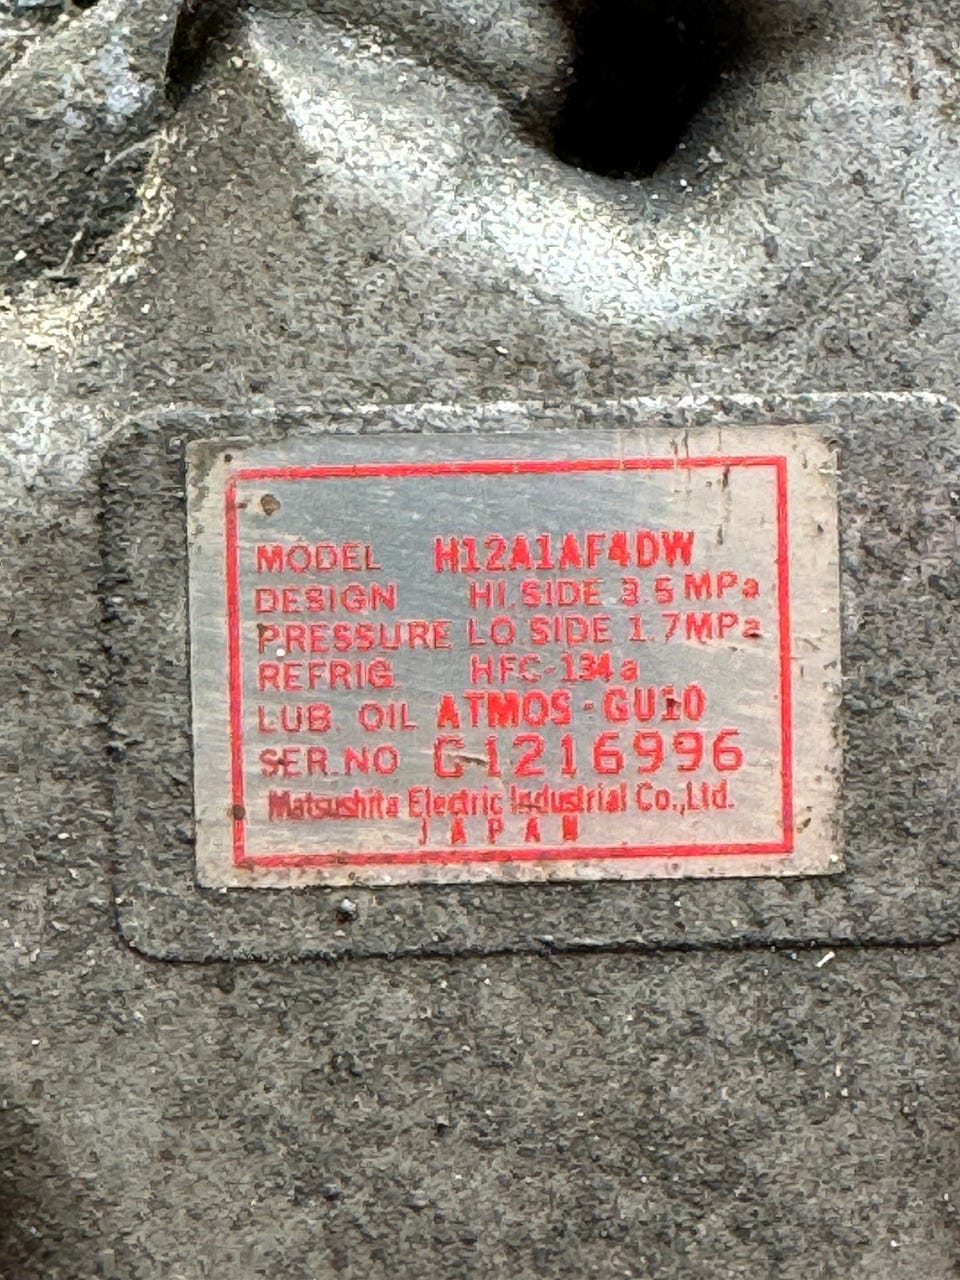 MODEL H12A1AF4DW
DESIGN HI.SIDE 3.5 MPa
PRESSURE LO.SIDE 1.7MPa
REFRIG. HFC-134a
LUB. OIL ATMOS-GU10
SER.NO G1216996
Matsushita Electric Industrial Co.,Ltd.
JAPAN